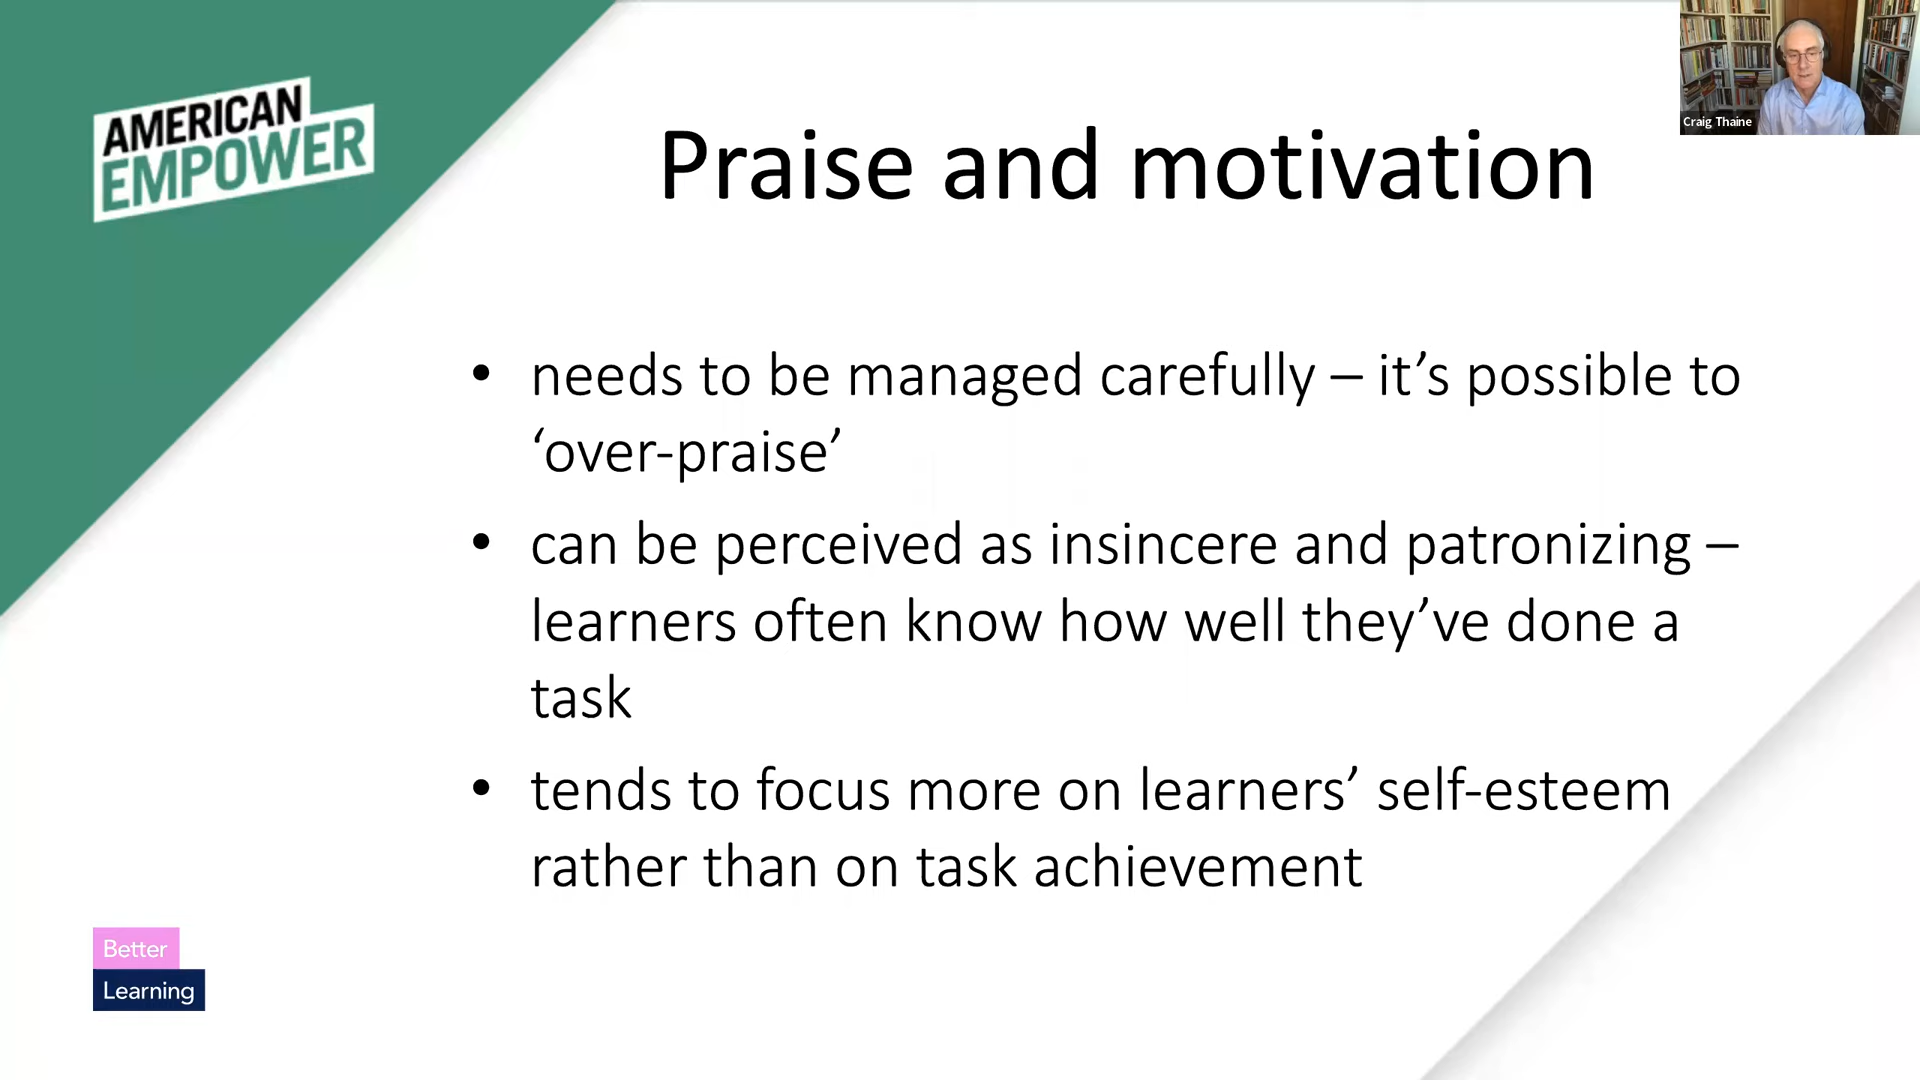 AMERICAN
EMPOWER
Craig Thaine
Praise and motivation
• needs to be managed carefully – it’s possible to
‘over-praise’
• can be perceived as insincere and patronizing –
learners often know how well they’ve done a
task
• tends to focus more on learners’ self-esteem
rather than on task achievement
Better
Learning